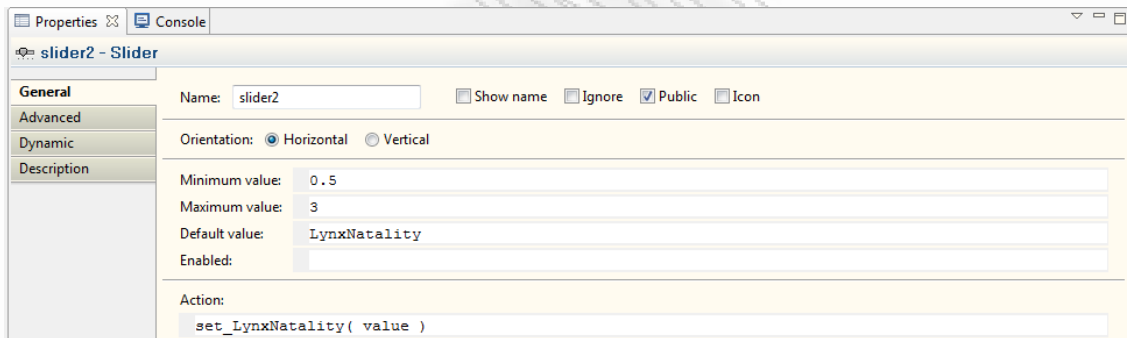 Properties Console
slider2 - Slider
General
Advanced
Dynamic
Description
Name: slider2 Show name Ignore Public Icon
Orientation: Horizontal Vertical
Minimum value: 0.5
Maximum value: 3
Default value: LynxNatality
Enabled:
Action:
set_LynxNatality( value )